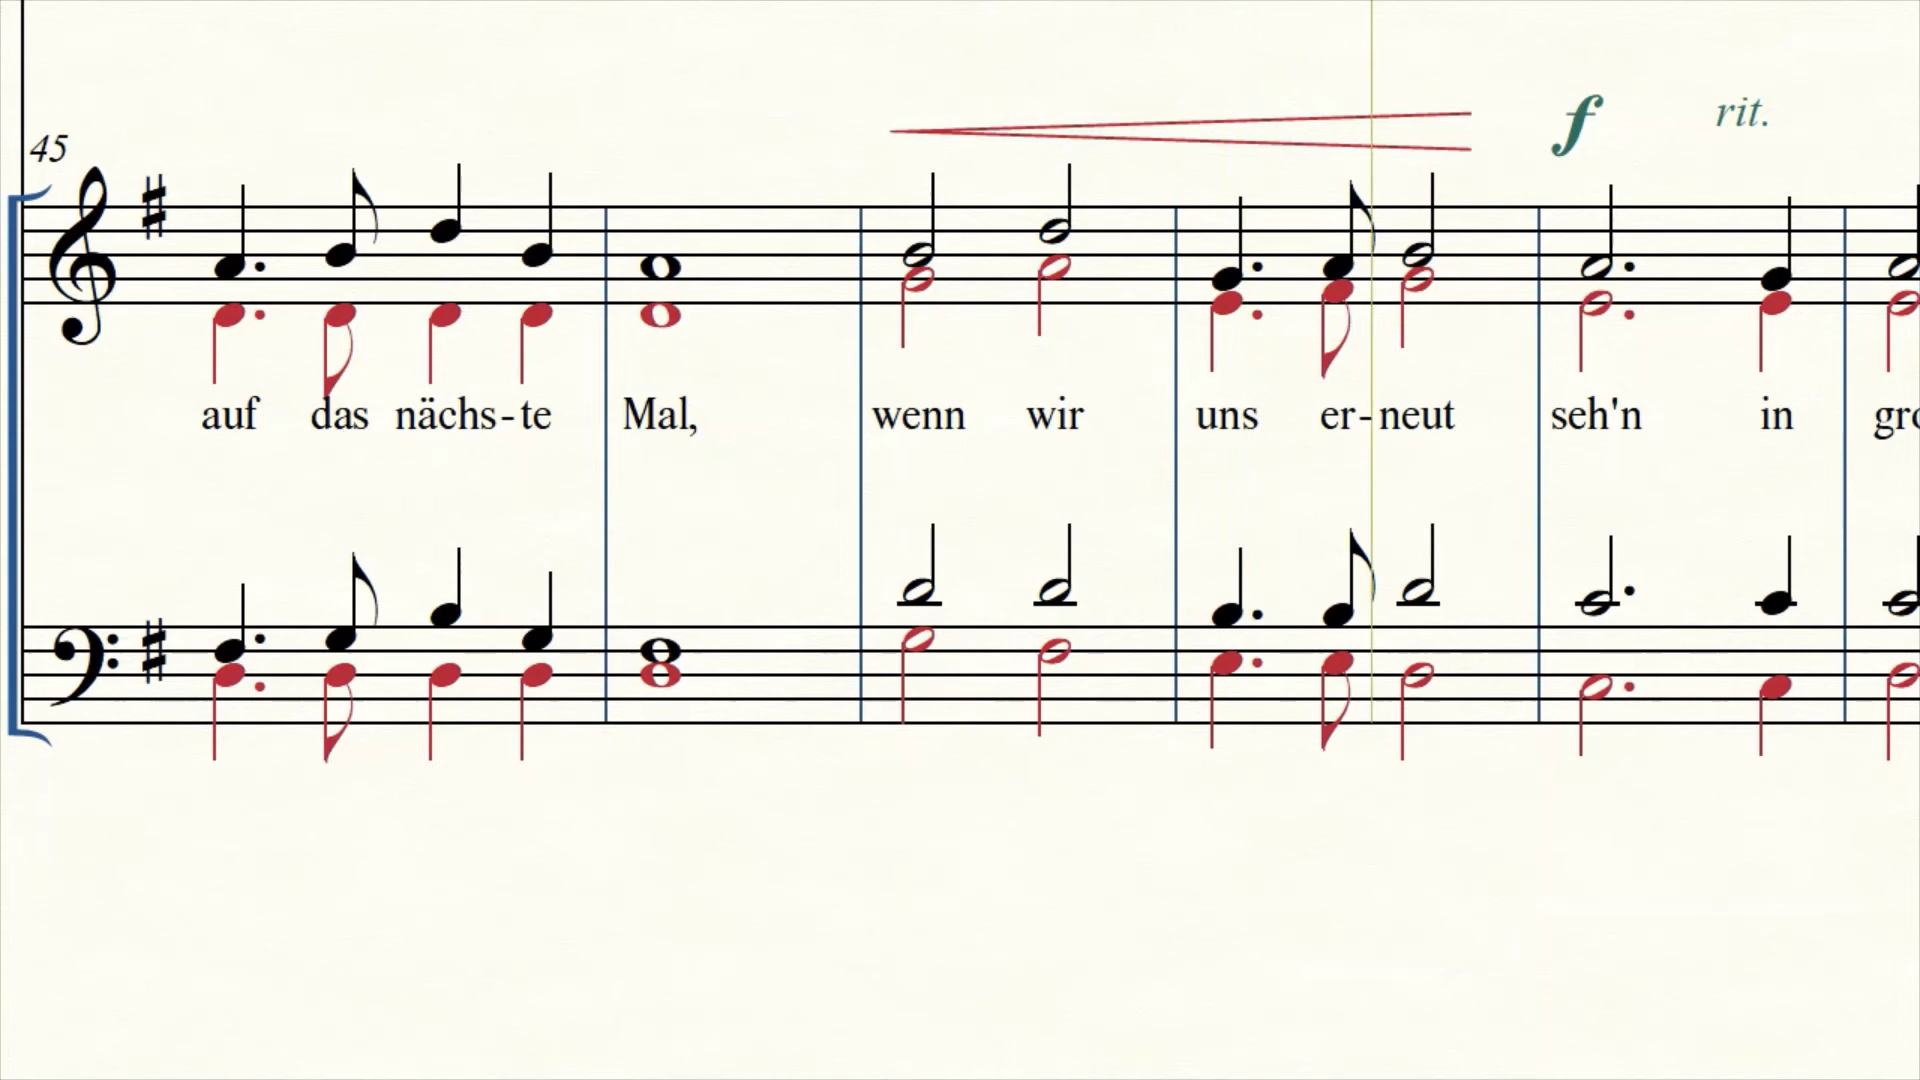 f rit.
45
auf das nächs-te Mal, wenn wir uns er-neut seh'n in